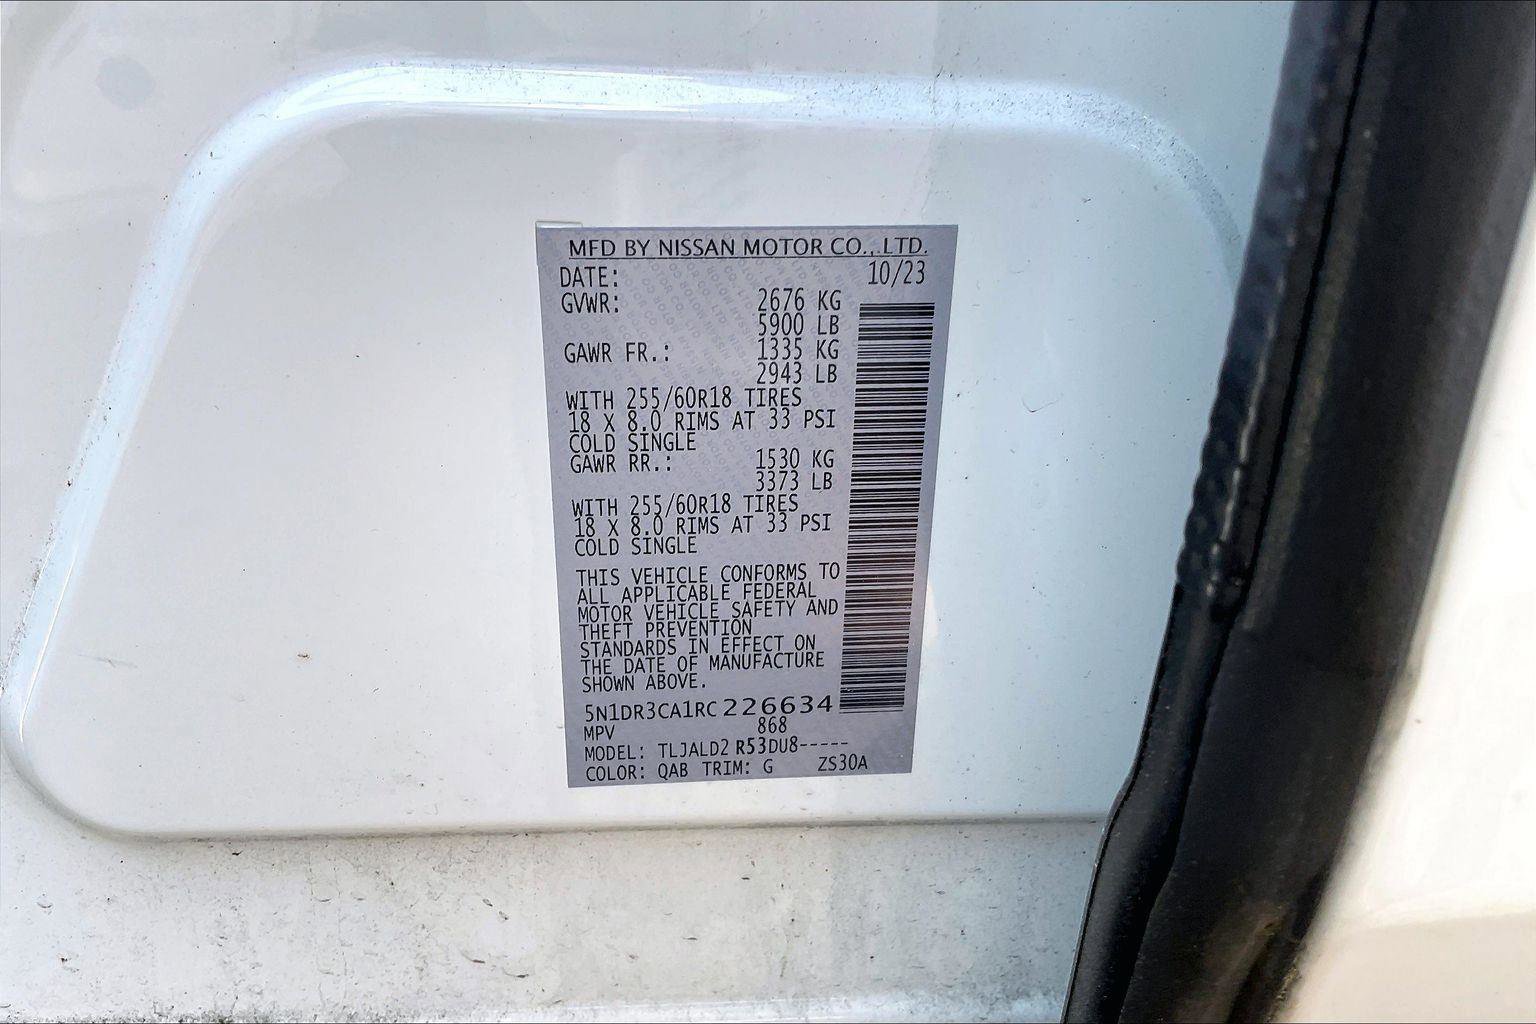 MFD BY NISSAN MOTOR CO.,LTD.
DATE: 10/23
GVWR: 2676 KG
5900 LB
GAWR FR.: 1335 KG
2943 LB
WITH 255/60R18 TIRES
18 X 8.0 RIMS AT 33 PSI
COLD SINGLE
GAWR RR.: 1530 KG
3373 LB
WITH 255/60R18 TIRES
18 X 8.0 RIMS AT 33 PSI
COLD SINGLE
THIS VEHICLE CONFORMS TO
ALL APPLICABLE FEDERAL
MOTOR VEHICLE SAFETY AND
THEFT PREVENTION
STANDARDS IN EFFECT ON
THE DATE OF MANUFACTURE
SHOWN ABOVE.
5N1DR3CA1RC226634
MPV 868
MODEL: TLJALD2 R53DU8-----
COLOR: QAB TRIM: G ZS30A